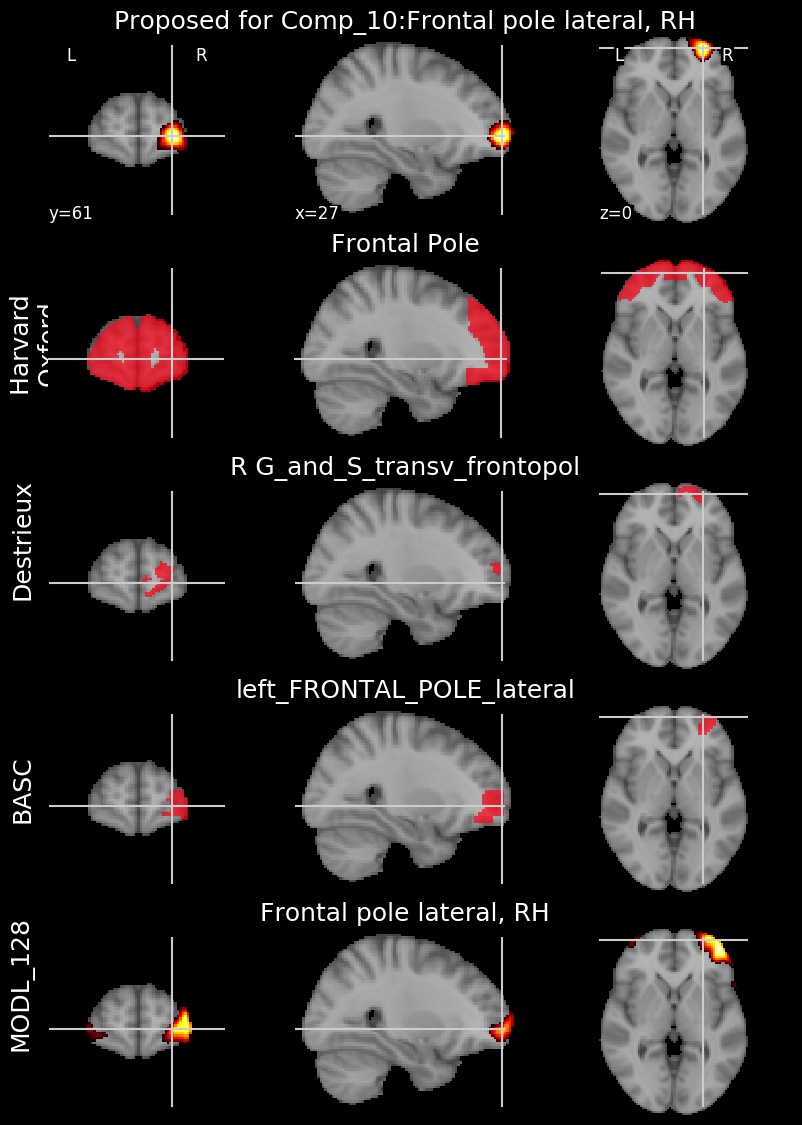 Proposed for Comp_10:Frontal pole lateral, RH
L R L R
y=61 x=27 z=0
Frontal Pole
Harvard
Oxford
R G_and_S_transv_frontopol
Destrieux
left_FRONTAL_POLE_lateral
BASC
Frontal pole lateral, RH
MODL_128